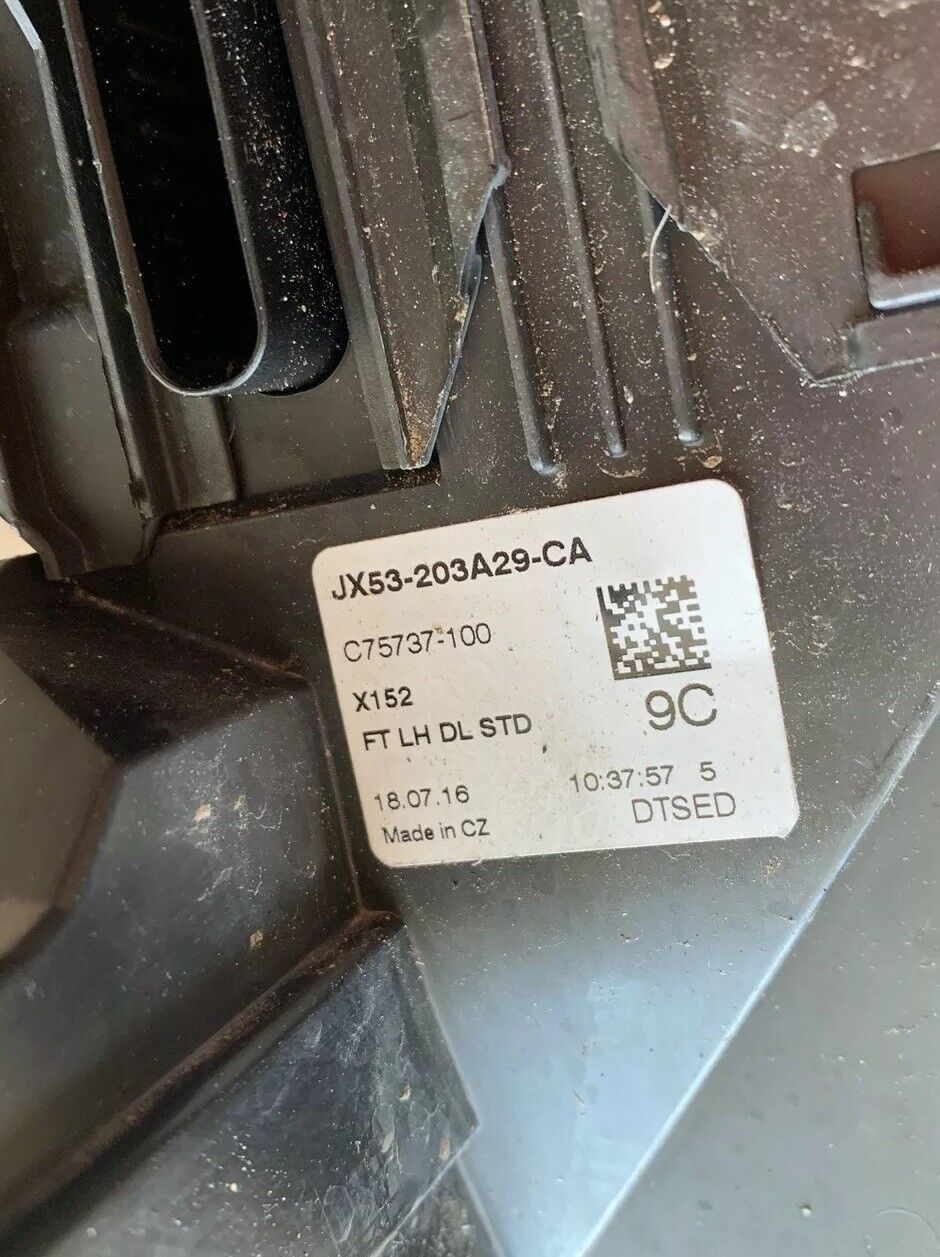 JX53-203A29-CA
C75737-100
X152
FT LH DL STD
9C
18.07.16
10:37:57 5
Made in CZ
DTSED